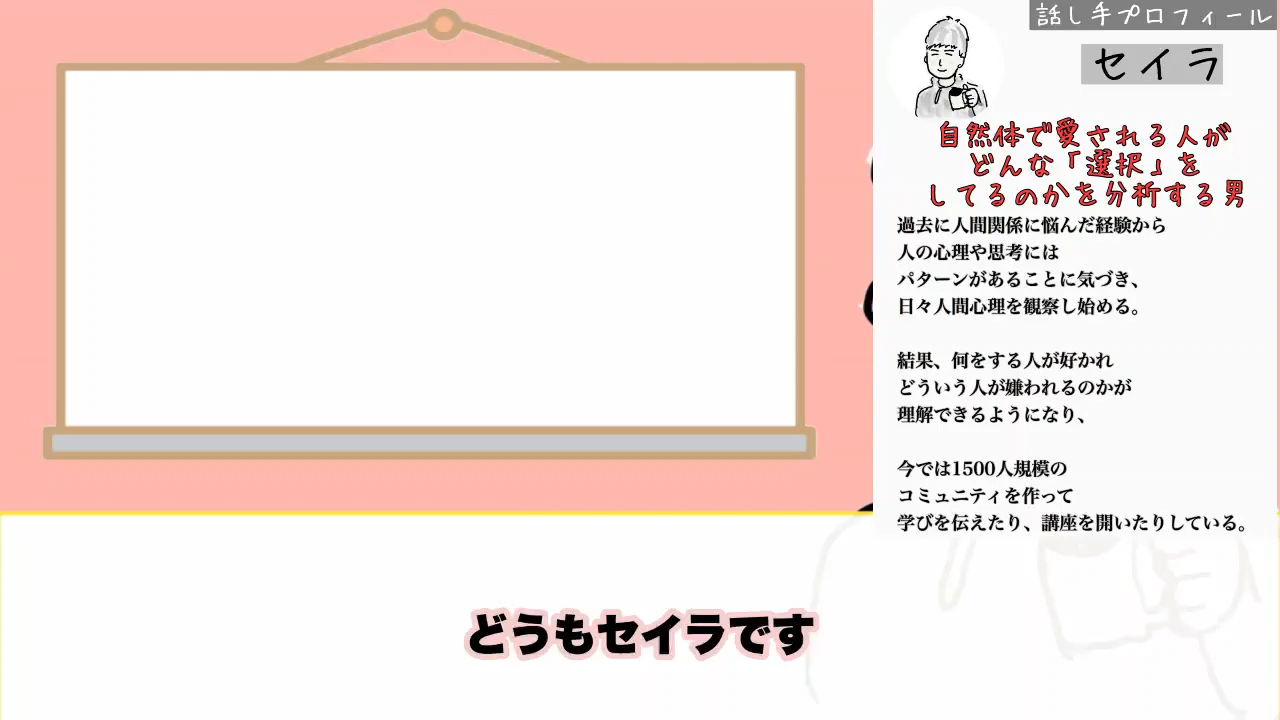 話し手プロフィール
セイラ
自然体で愛される人が
どんな「選択」を
してるのかを分析する男
過去に人間関係に悩んだ経験から
人の心理や思考には
パターンがあることに気づき、
日々人間心理を観察し始める。
結果、何をする人が好かれ
どういう人が嫌われるのかが
理解できるようになり、
今では1500人規模の
コミュニティを作って
学びを伝えたり、講座を開いたりしている。
どうもセイラです